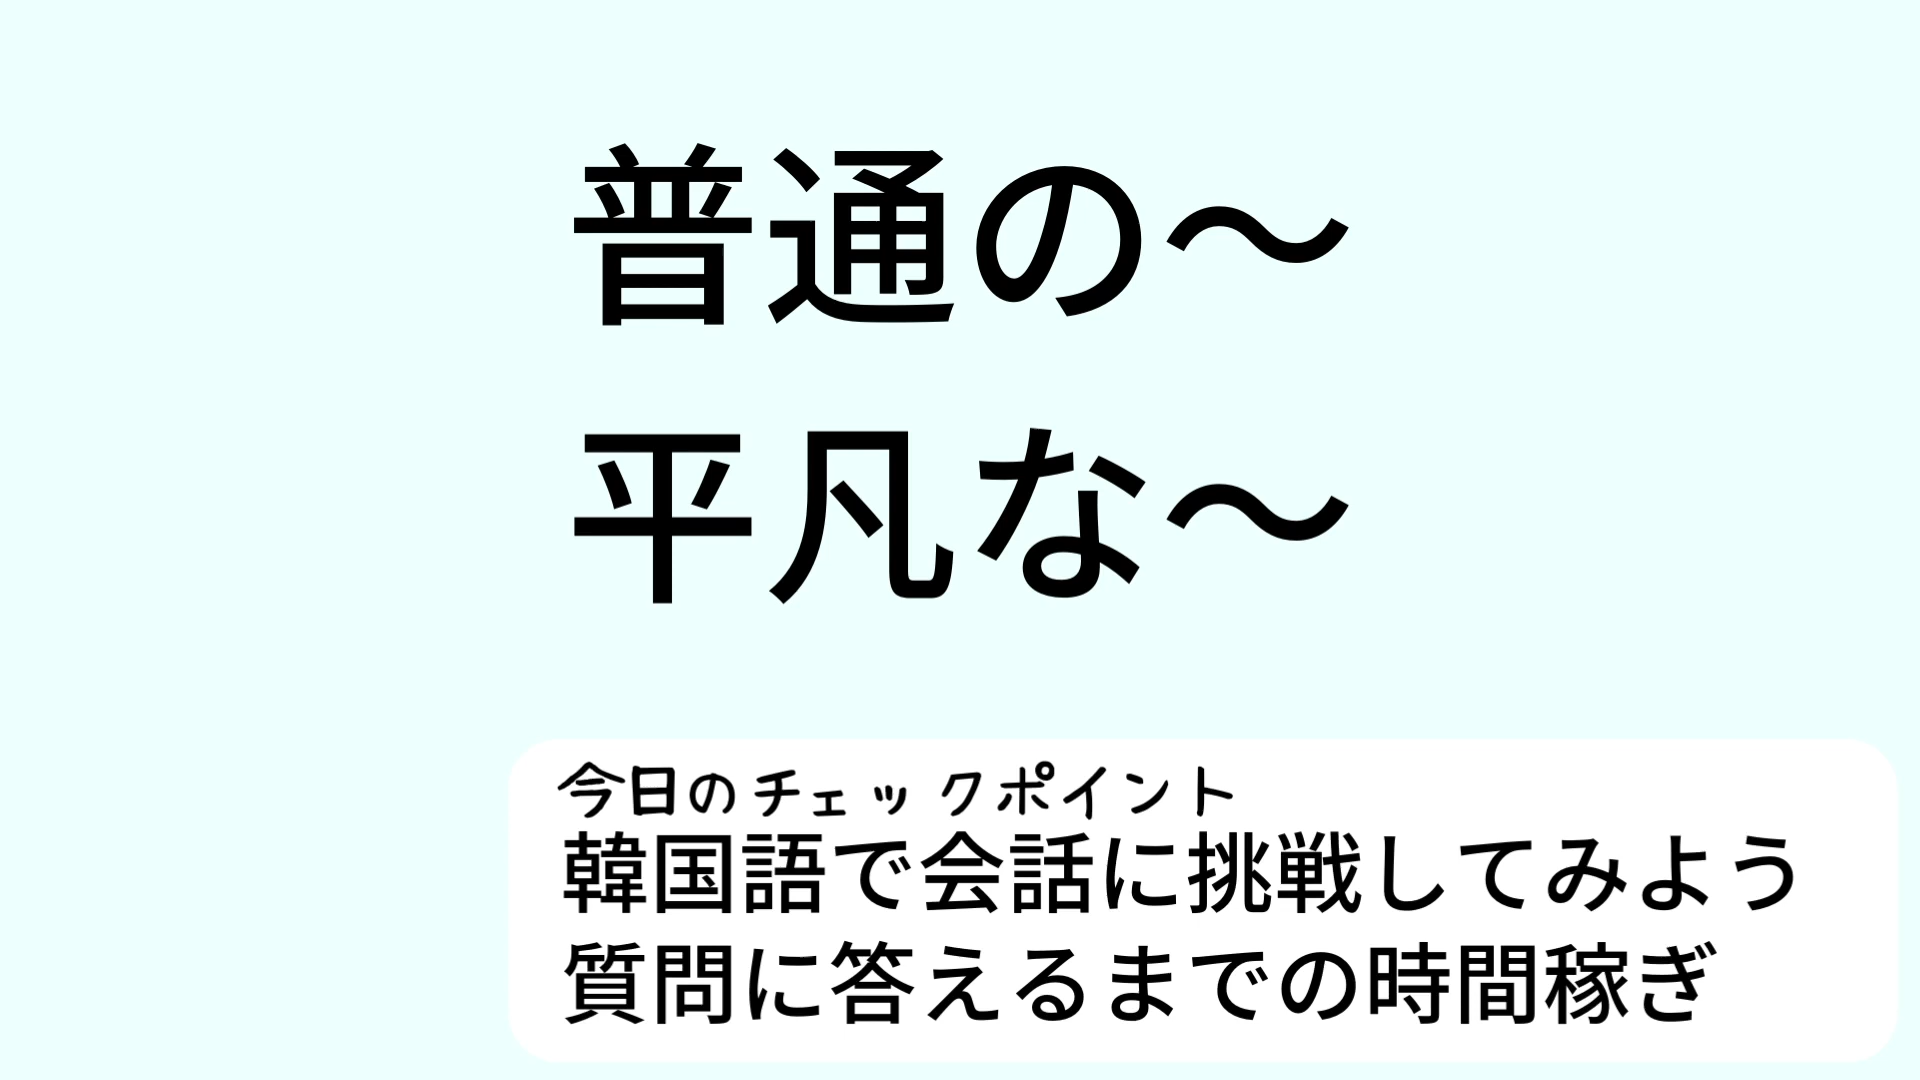 普通の〜
平凡な〜
今日のチェックポイント
韓国語で会話に挑戦してみよう
質問に答えるまでの時間稼ぎ